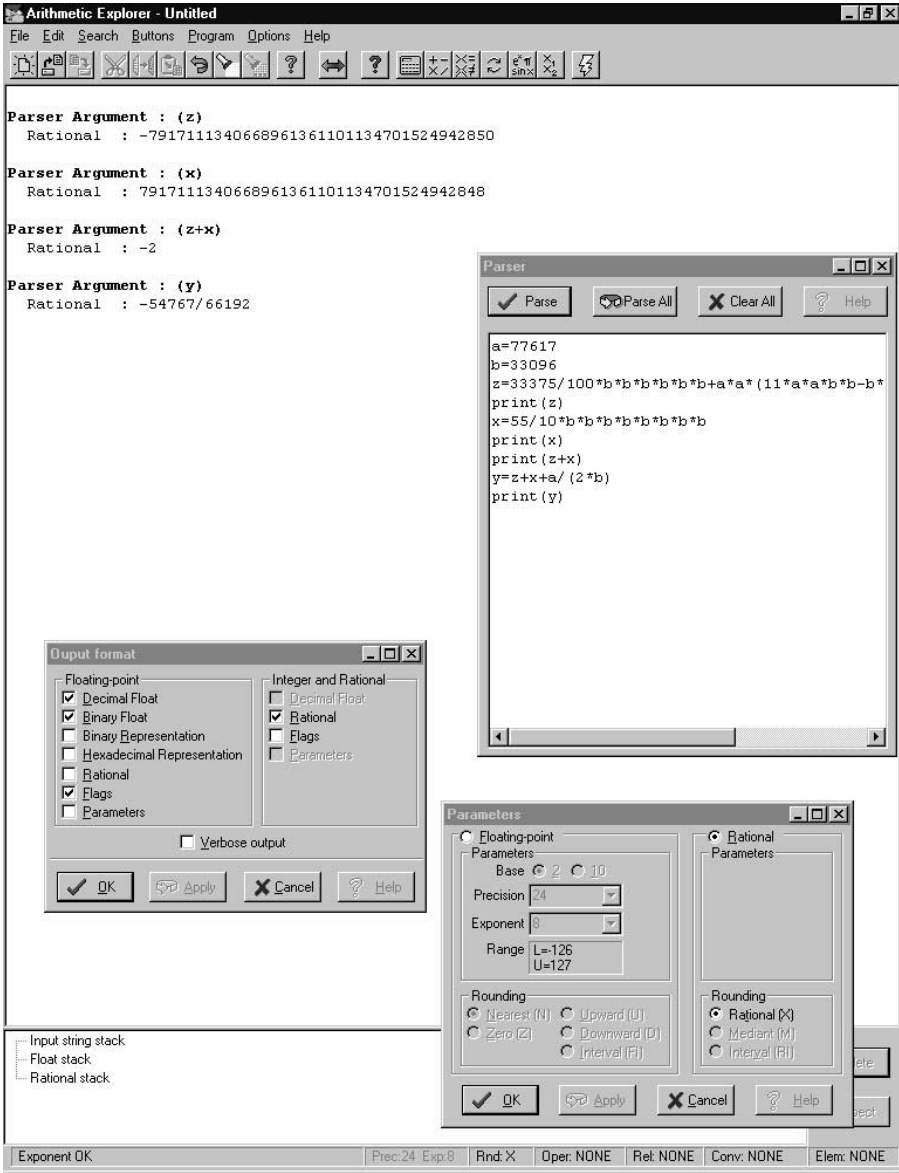 Arithmetic Explorer - Untitled
File Edit Search Buttons Program Options Help
Parser Argument : (z)
Rational : -7917111340668961361101134701524942850
Parser Argument : (x)
Rational : 7917111340668961361101134701524942848
Parser Argument : (z+x)
Rational : -2
Parser Argument : (y)
Rational : -54767/66192
Parser
Parse Parse All Clear All Help
a=77617
b=33096
z=33375/100*b*b*b*b*b*b+a*a*(11*a*a*b*b-b*
print(z)
x=55/10*b*b*b*b*b*b*b*b
print(x)
print(z+x)
y=z+x+a/(2*b)
print(y)
Ouput format
Floating-point
Decimal Float
Binary Float
Binary Representation
Hexadecimal Representation
Rational
Flags
Parameters
Integer and Rational
Decimal Float
Rational
Flags
Parameters
Verbose output
OK Apply Cancel Help
Parameters
Floating-point
Parameters
Base 2 10
Precision 24
Exponent 8
Range L=-126
U=127
Rounding
Nearest (N) Upward (U)
Zero (Z) Downward (D)
Interval (FI)
Rational
Parameters
Rounding
Rational (X)
Mediant (M)
Interval (RI)
OK Apply Cancel Help
Input string stack
Float stack
Rational stack
Exponent OK Prec:24 Exp:8 Rnd: X Oper: NONE Rel: NONE Conv: NONE Elem: NONE